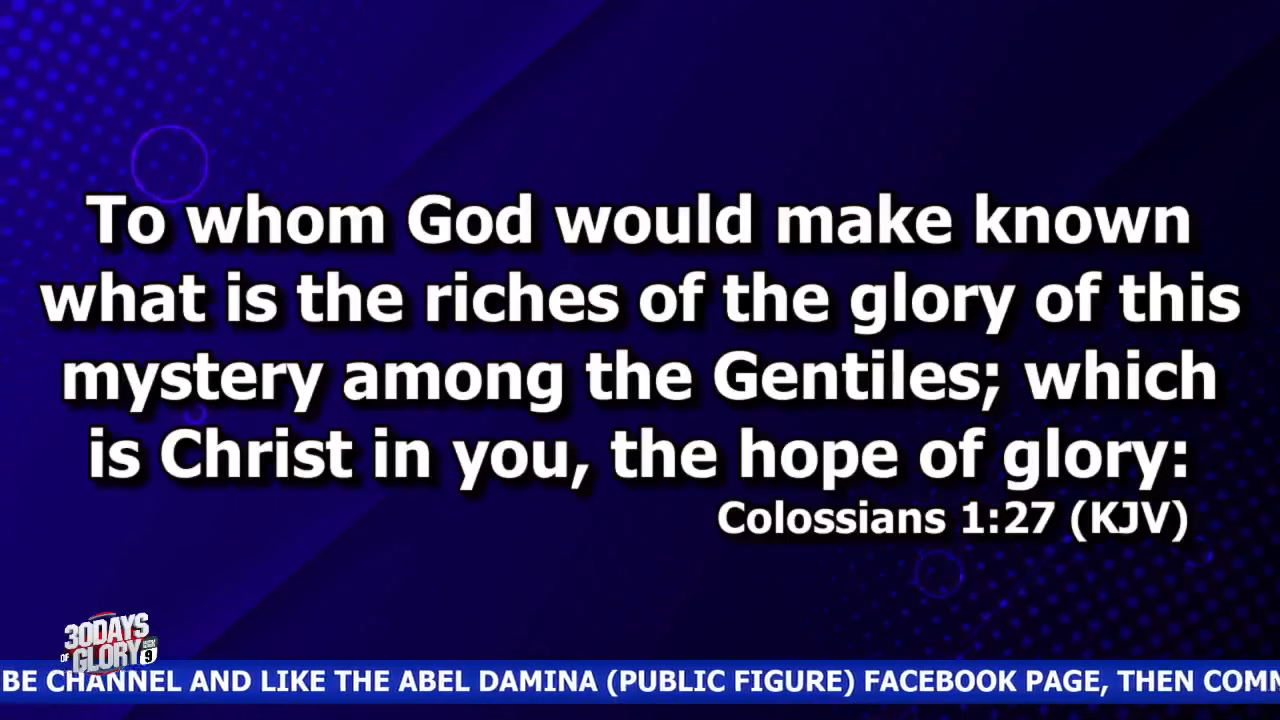 To whom God would make known
what is the riches of the glory of this
mystery among the Gentiles; which
is Christ in you, the hope of glory:
Colossians 1:27 (KJV)
30DAYS
OF GLORY 9
BE CHANNEL AND LIKE THE ABEL DAMINA (PUBLIC FIGURE) FACEBOOK PAGE, THEN COMM